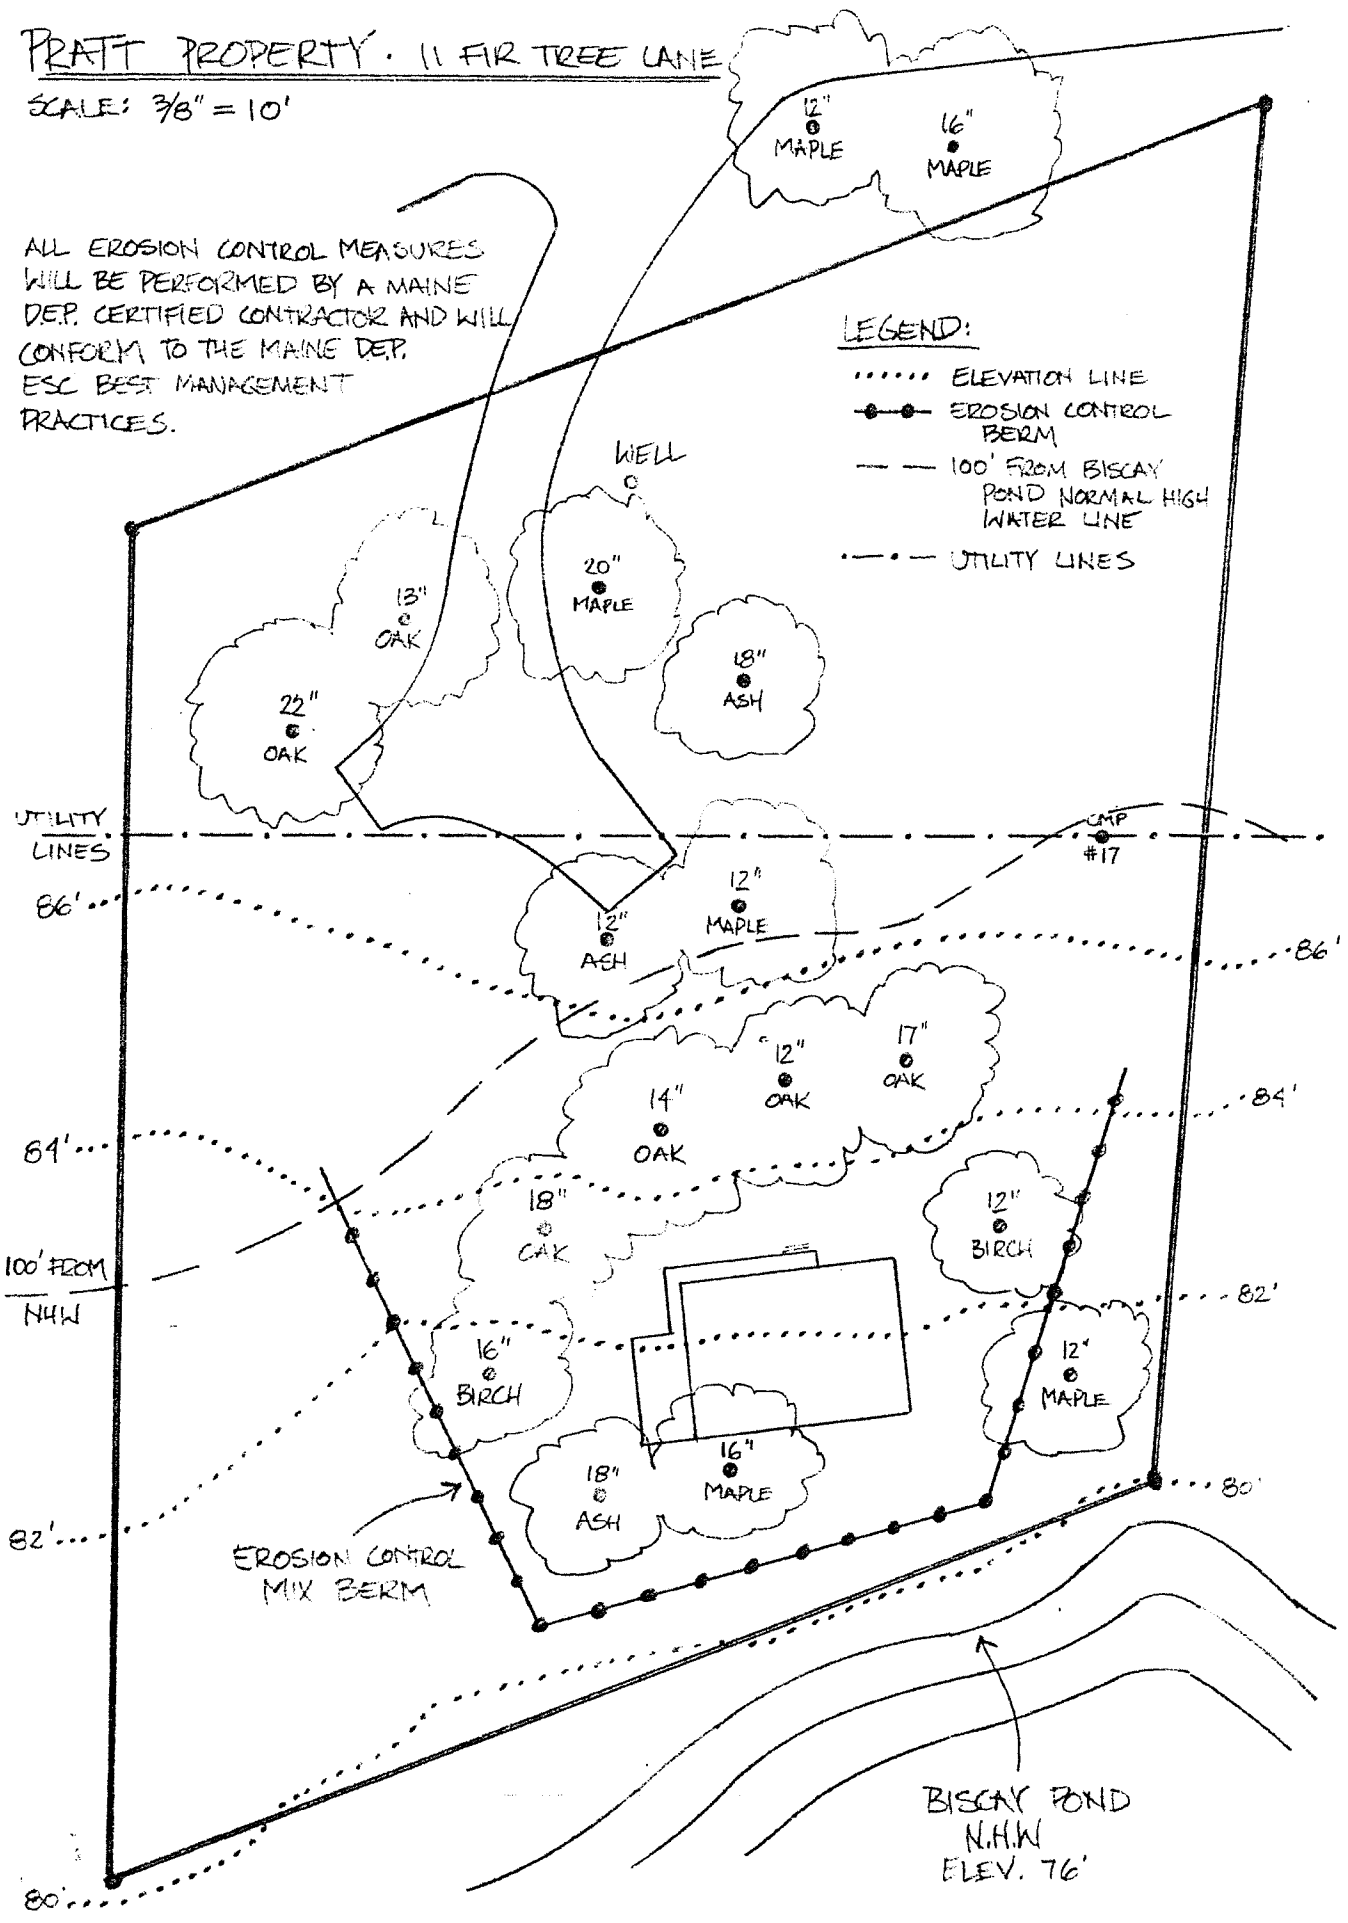 PRATT PROPERTY · 11 FIR TREE LANE
SCALE: 3/8" = 10'
12"
MAPLE
16"
MAPLE
ALL EROSION CONTROL MEASURES
WILL BE PERFORMED BY A MAINE
D.E.P. CERTIFIED CONTRACTOR AND WILL
CONFORM TO THE MAINE D.E.P.
ESC BEST MANAGEMENT
PRACTICES.
LEGEND:
ELEVATION LINE
EROSION CONTROL
BERM
100' FROM BISCAY
POND NORMAL HIGH
WATER LINE
UTILITY LINES
WELL
13"
OAK
20"
MAPLE
18"
ASH
22"
OAK
UTILITY
LINES
CMP
#17
86'
12"
ASH
12"
MAPLE
86'
14"
OAK
12"
OAK
17"
OAK
84'
84'
18"
OAK
12"
BIRCH
100' FROM
NHW
82'
16"
BIRCH
12"
MAPLE
18"
ASH
16"
MAPLE
80'
82'
EROSION CONTROL
MIX BERM
BISCAY POND
N.H.W
ELEV. 76'
80'